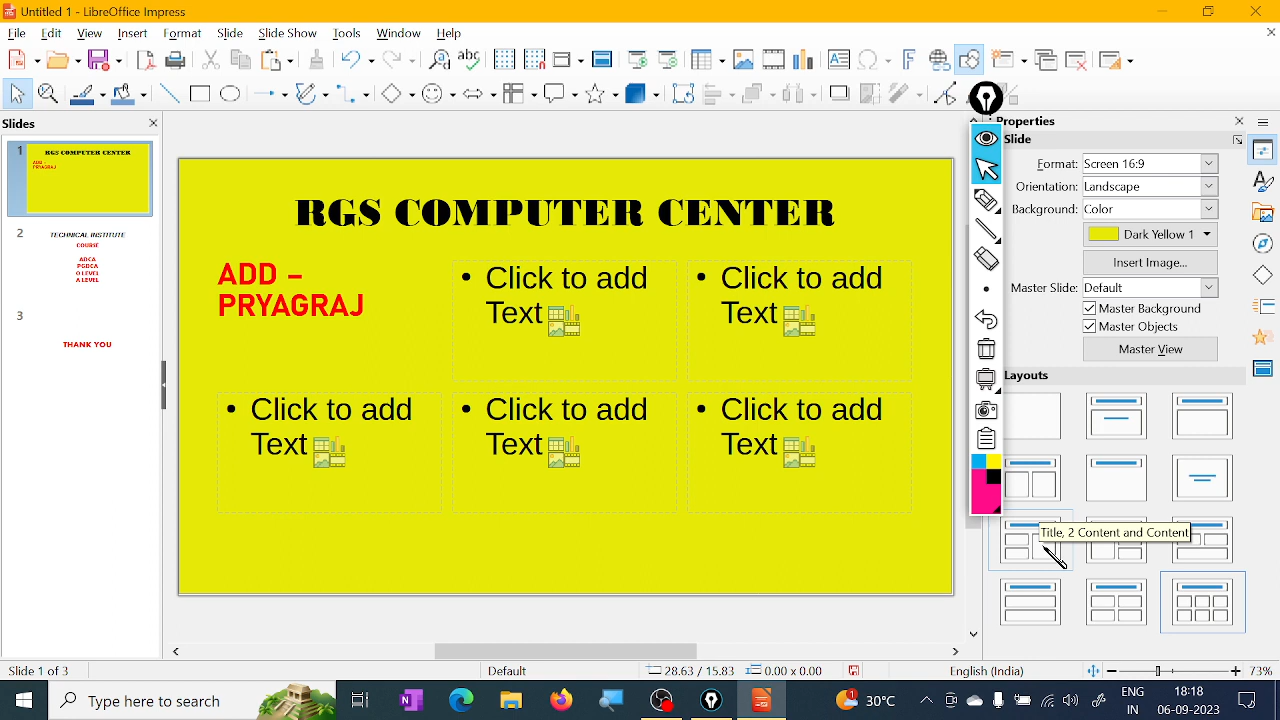 Untitled 1 - LibreOffice Impress
File Edit View Insert Format Slide Slide Show Tools Window Help
Slides
1
RGS COMPUTER CENTER
ADD –
PRYAGRAJ
2
TECHNICAL INSTITUTE
COURSE
ADCA
PGDCA
O LEVEL
A LEVEL
3
THANK YOU
RGS COMPUTER CENTER
ADD –
PRYAGRAJ
• Click to add
Text
• Click to add
Text
• Click to add
Text
• Click to add
Text
• Click to add
Text
Properties
Slide
Format: Screen 16:9
Orientation: Landscape
Background: Color
Dark Yellow 1
Insert Image...
Master Slide: Default
Master Background
Master Objects
Master View
Layouts
Title, 2 Content and Content
Slide 1 of 3
Default
28.63 / 15.83
0.00 x 0.00
English (India)
73%
Type here to search
1
30°C
ENG
IN
18:18
06-09-2023